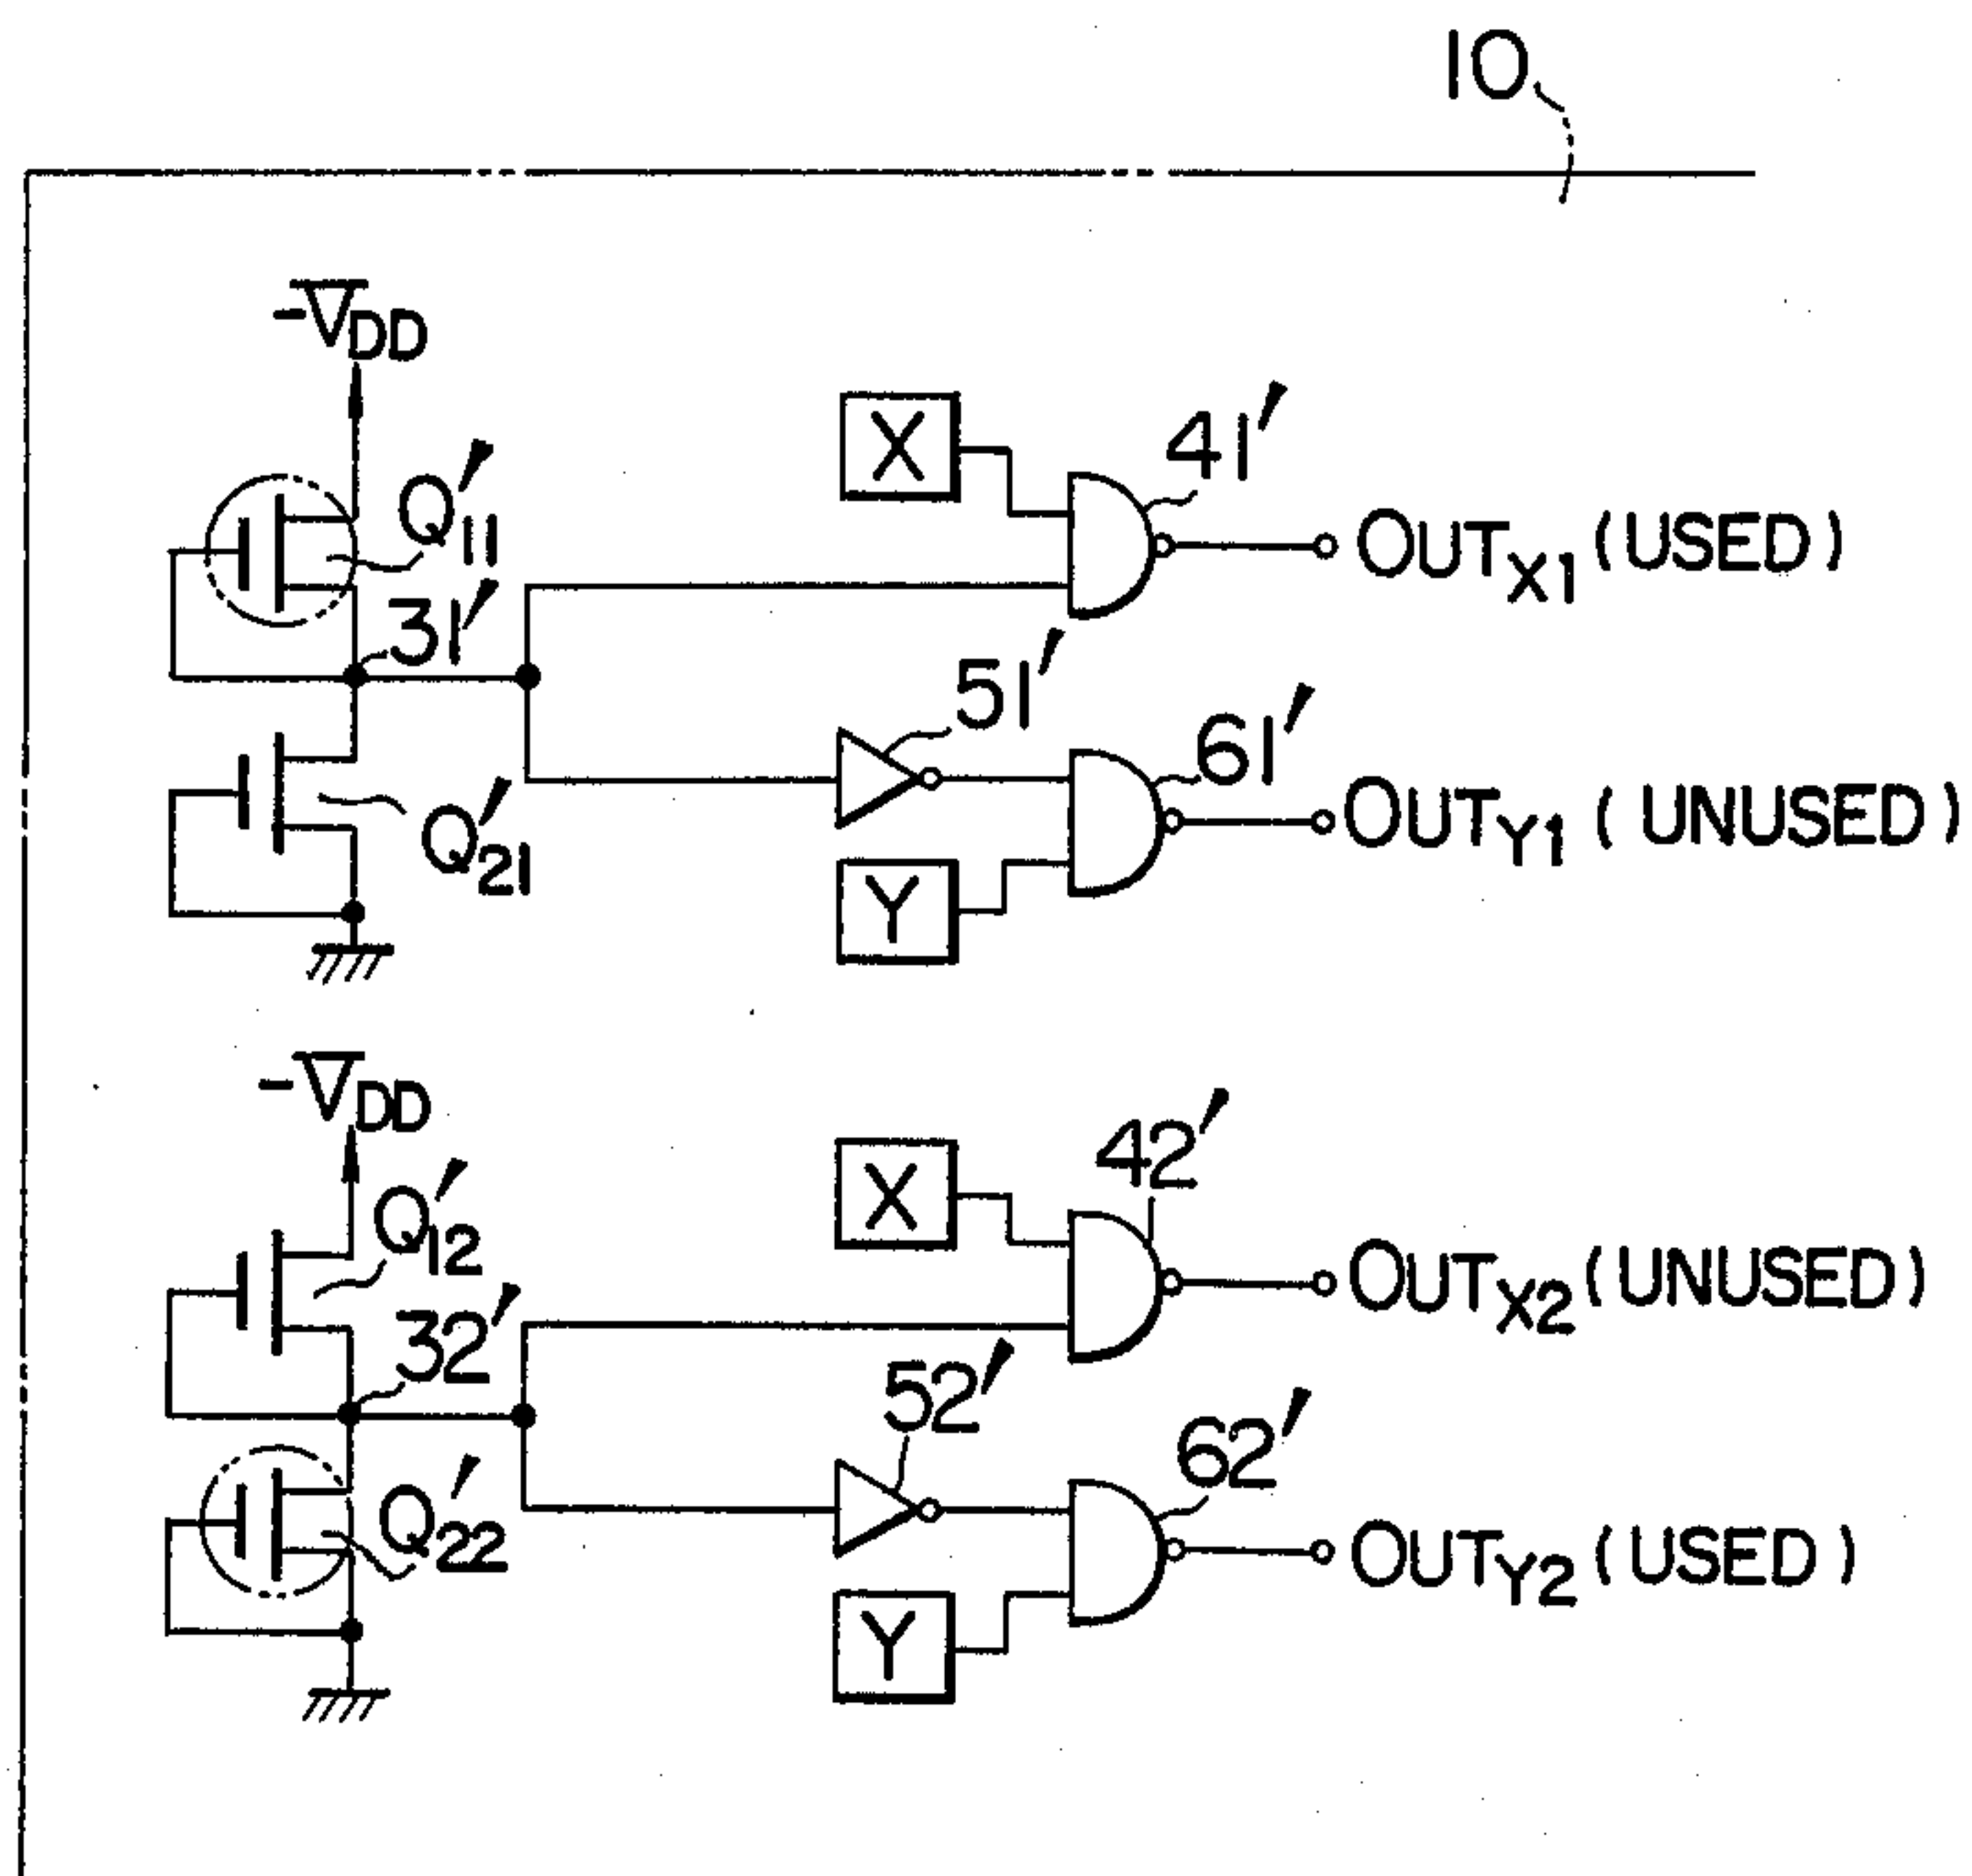 10
-VDD
X
41'
Q'11
OUTX1 (USED)
31'
51'
61'
Q'21
OUTY1 (UNUSED)
Y
-VDD
X
42'
Q'12
OUTX2 (UNUSED)
32'
52'
62'
Q'22
OUTY2 (USED)
Y